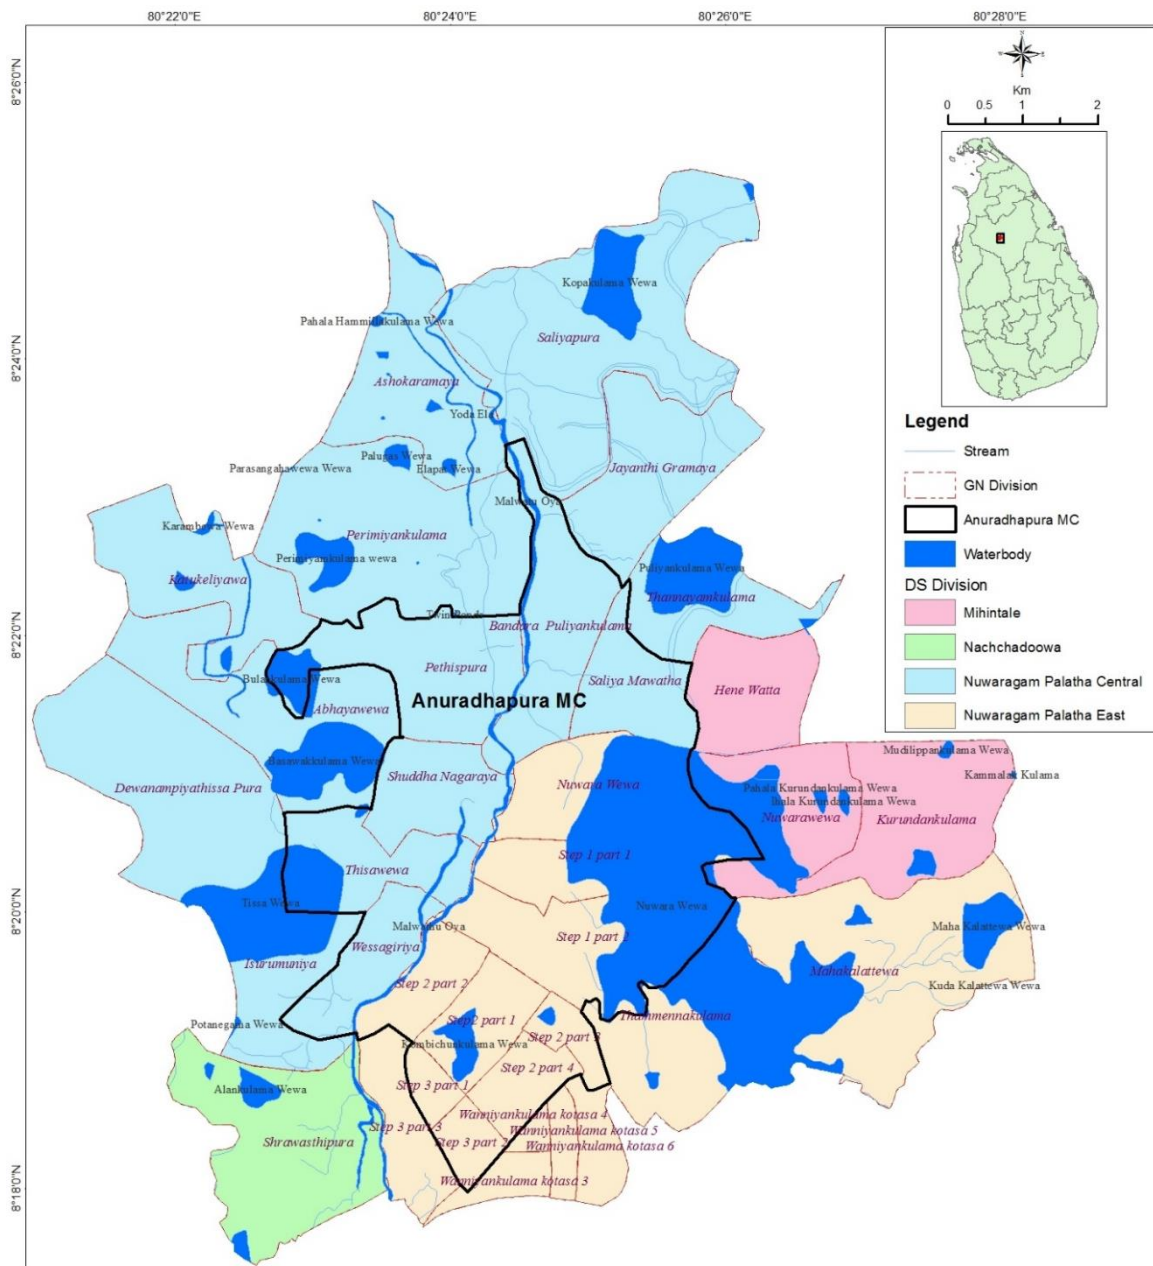 80°22'0"E
80°24'0"E
80°26'0"E
80°28'0"E
8°26'0"N
8°24'0"N
8°22'0"N
8°20'0"N
8°18'0"N
N
E
S
W
Km
0 0.5 1 2
Legend
Stream
GN Division
Anuradhapura MC
Waterbody
DS Division
Mihintale
Nachchadoowa
Nuwaragam Palatha Central
Nuwaragam Palatha East
Kopakulama Wewa
Pahala Hammillakulama Wewa
Saliyapura
Ashokaramaya
Yoda Ela
Palugas Wewa
Elapat Wewa
Parasangahawewa Wewa
Jayanthi Gramaya
Malwatu Oya
Karambewa Wewa
Perimiyankulama
Perimiyamkulama wewa
Puliyankulama Wewa
Katukeliyawa
Thannayamkulama
Bandara Puliyankulama
Pethispura
Saliya Mawatha
Bulankulama Wewa
Hene Watta
Anuradhapura MC
Abhayawewa
Mudilippankulama Wewa
Basawakkulama Wewa
Shuddha Nagaraya
Nuwara Wewa
Kammalak Kulama
Dewanampiyathissa Pura
Pahala Kurundankulama Wewa
Ihala Kurundankulama Wewa
Nuwarawewa
Kurundankulama
Step 1 part 1
Thisawewa
Tissa Wewa
Nuwara Wewa
Malwathu Oya
Maha Kalattewa Wewa
Step 1 part 2
Wessagiriya
Isurumuniya
Mahakalattewa
Step 2 part 2
Kuda Kalattewa Wewa
Potanegama Wewa
Step2 part 1
Thammennakulama
Kumbichunkulama Wewa
Step 2 part 3
Step 2 part 4
Alankulama Wewa
Step 3 part 1
Wanniyankulama kotasa 4
Step 3 part 3
Wanniyankulama kotasa 5
Shrawasthipura
Step 3 part 2
Wanniyankulama kotasa 6
Wanniyankulama kotasa 3